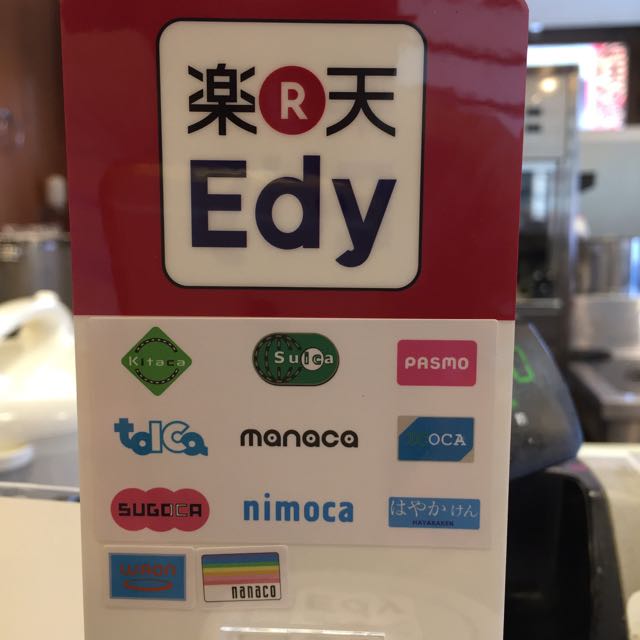 楽R天
Edy
Kitaca
Suica
PASMO
toICa
manaca
ICOCA
SUGOCA
nimoca
はやかけん
HAYAKAKEN
WAON
nanaco